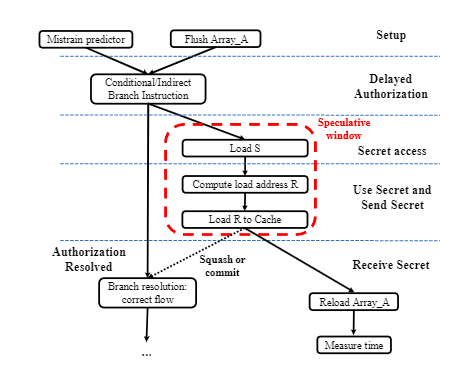 Mistrain predictor
Flush Array_A
Setup
Conditional/Indirect
Branch Instruction
Delayed
Authorization
Speculative
window
Load S
Secret access
Compute load address R
Use Secret and
Send Secret
Load R to Cache
Authorization
Resolved
Squash or
commit
Receive Secret
Branch resolution:
correct flow
Reload Array_A
...
Measure time